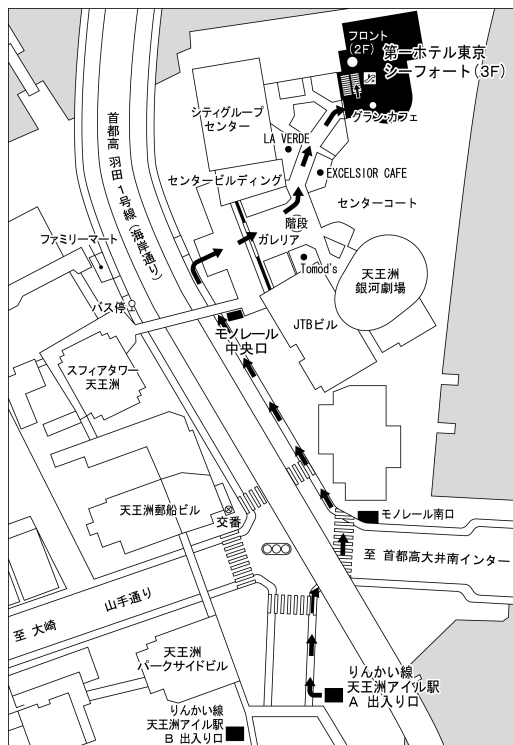 フロント
(2F)
第一ホテル東京
シーフォート(3F)
グラン・カフェ
シティグループ
センター
LA VERDE
EXCELSIOR CAFE
センタービルディング
センターコート
階段
ガレリア
首都高 羽田1号線(海岸通り)
ファミリーマート
Tomod's
天王洲
銀河劇場
バス停
JTBビル
モノレール
中央口
スフィアタワー
天王洲
天王洲郵船ビル
交番
モノレール南口
至 首都高大井南インター
山手通り
至 大崎
天王洲
パークサイドビル
りんかい線
天王洲アイル駅
A 出入り口
りんかい線
天王洲アイル駅
B 出入り口